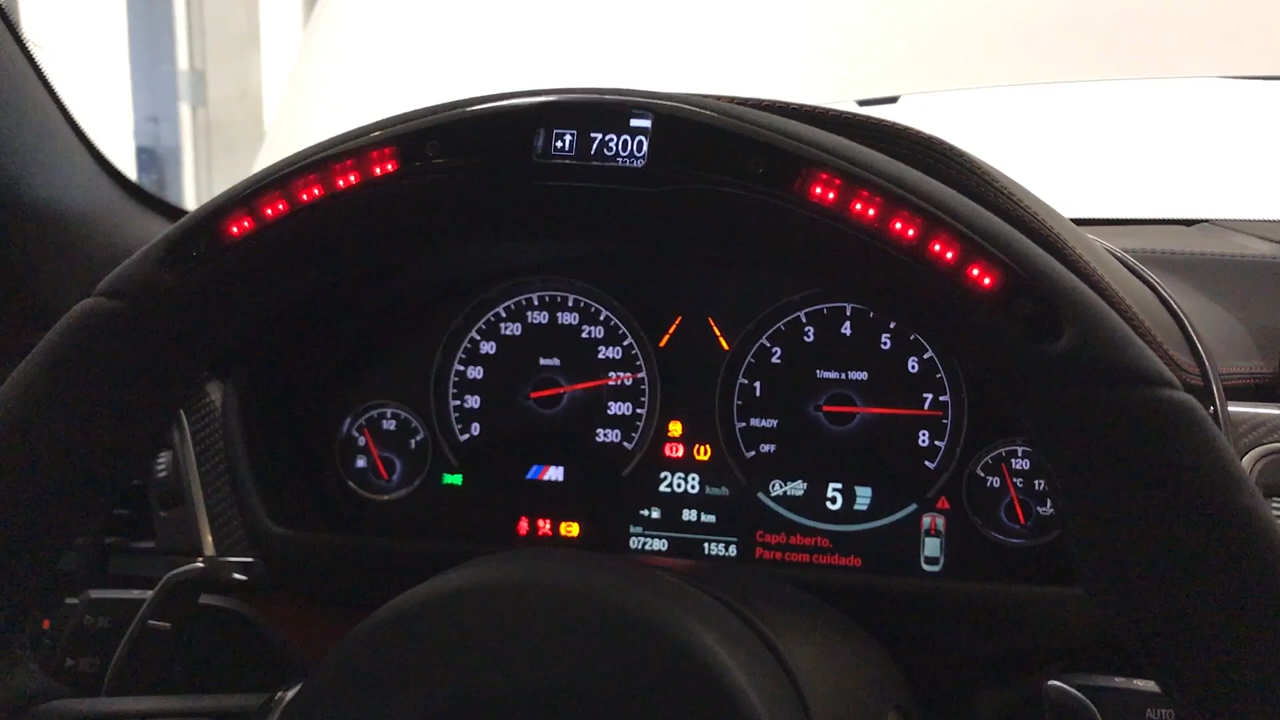 7300
7330
0
30
60
90
120
150
180
210
240
270
300
330
km/h
M
0
1/2
1
OFF
READY
1
2
3
4
5
6
7
8
1/min x 1000
70
120
°C
268 km/h
88 km
km
07280 155.6
5
Capô aberto.
Pare com cuidado
AUTO